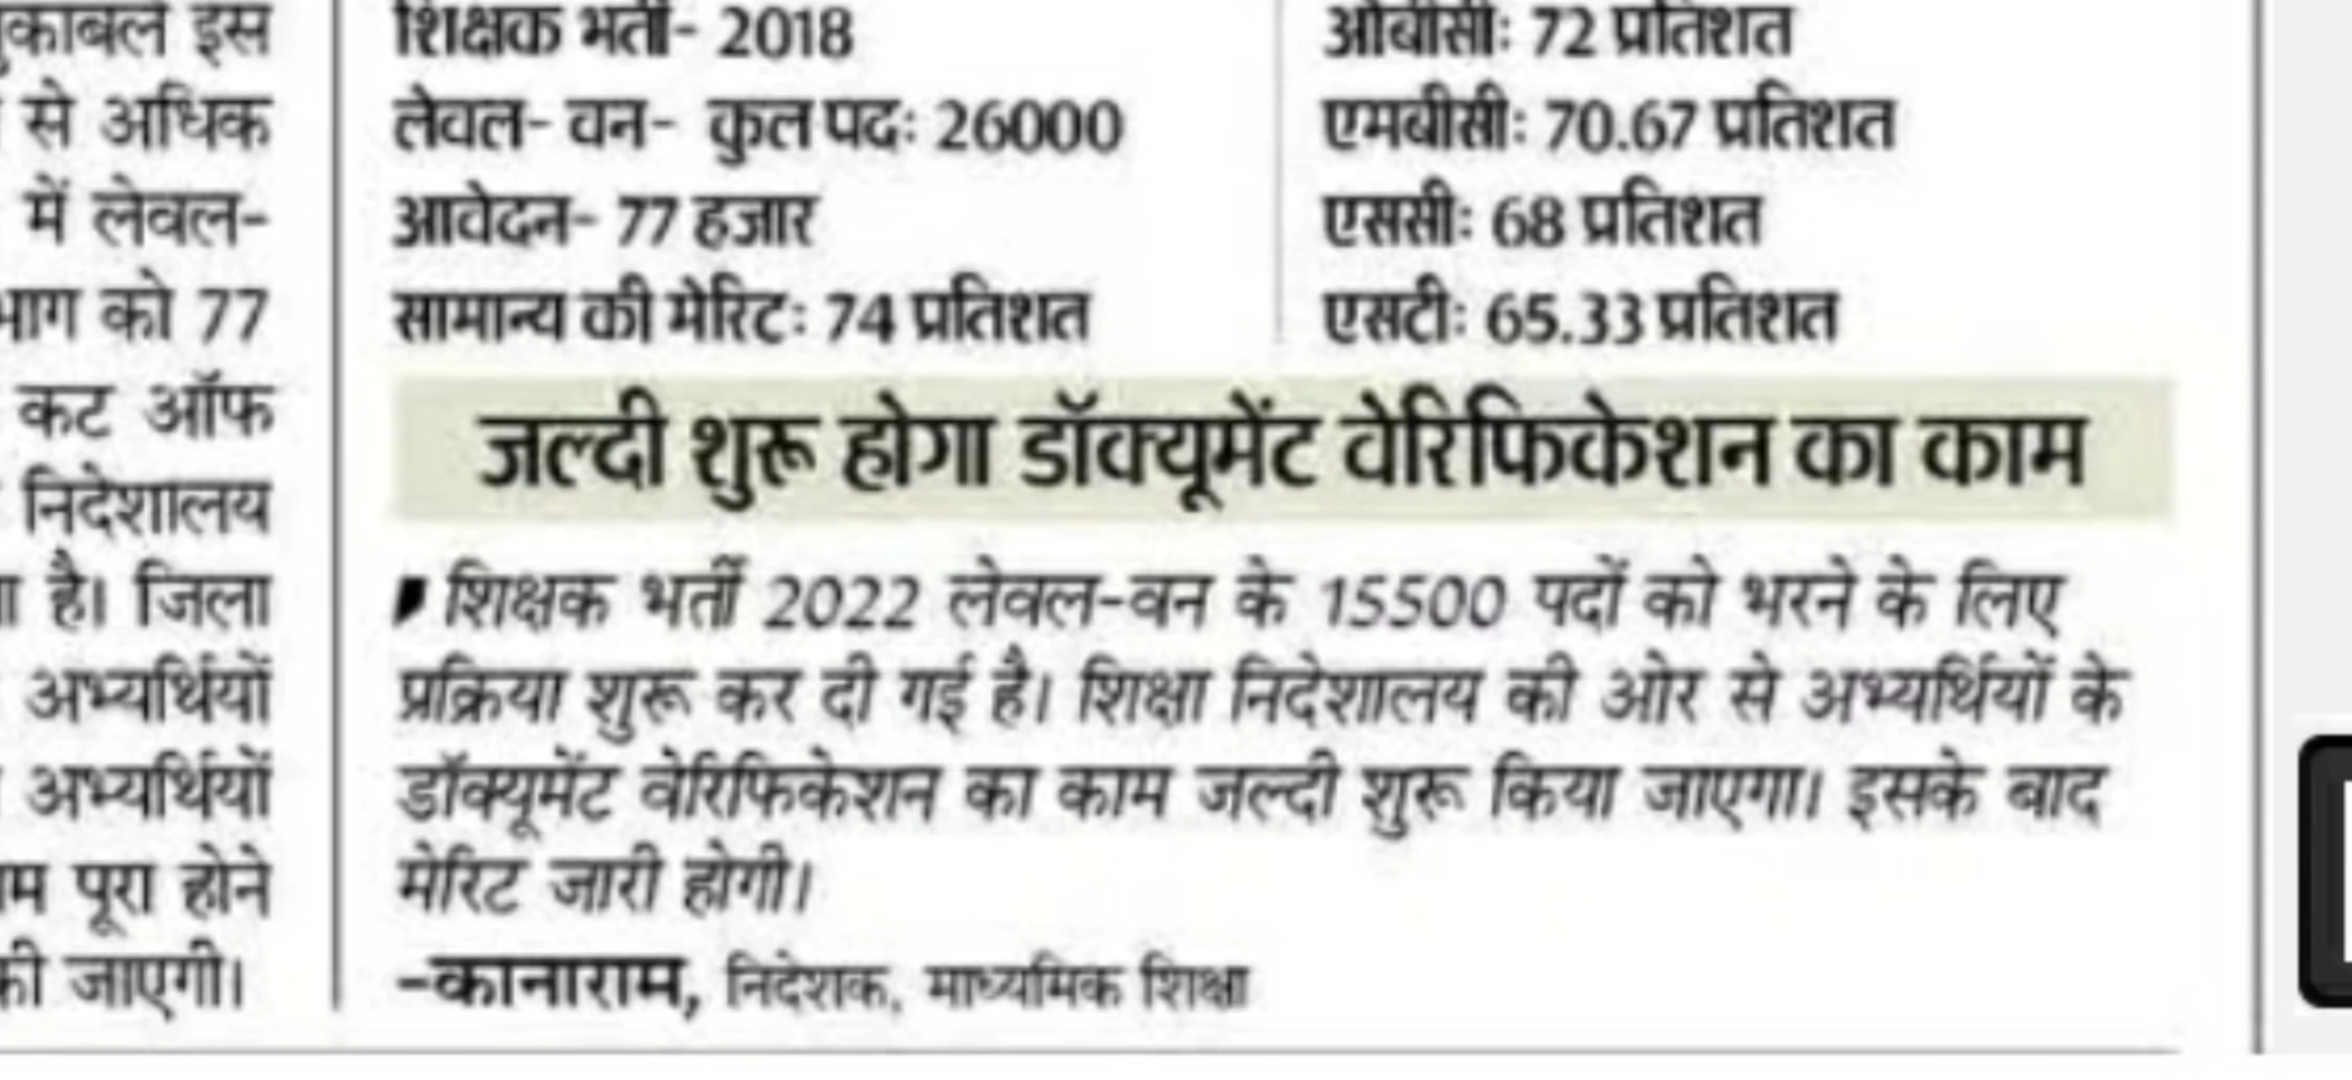 इस
से अधिक
में लेवल-
को 77
कट ऑफ
निदेशालय
है। जिला
अभ्यर्थियों
अभ्यर्थियों
पूरा होने
जाएगी।
शिक्षक भर्ती- 2018
लेवल- वन- कुल पदः 26000
आवेदन- 77 हजार
सामान्य की मेरिटः 74 प्रतिशत
ओबीसीः 72 प्रतिशत
एमबीसीः 70.67 प्रतिशत
एससीः 68 प्रतिशत
एसटीः 65.33 प्रतिशत
जल्दी शुरू होगा डॉक्यूमेंट वेरिफिकेशन का काम
शिक्षक भर्ती 2022 लेवल-वन के 15500 पदों को भरने के लिए
प्रक्रिया शुरू कर दी गई है। शिक्षा निदेशालय की ओर से अभ्यर्थियों के
डॉक्यूमेंट वेरिफिकेशन का काम जल्दी शुरू किया जाएगा। इसके बाद
मेरिट जारी होगी।
-कानाराम, निदेशक, माध्यमिक शिक्षा